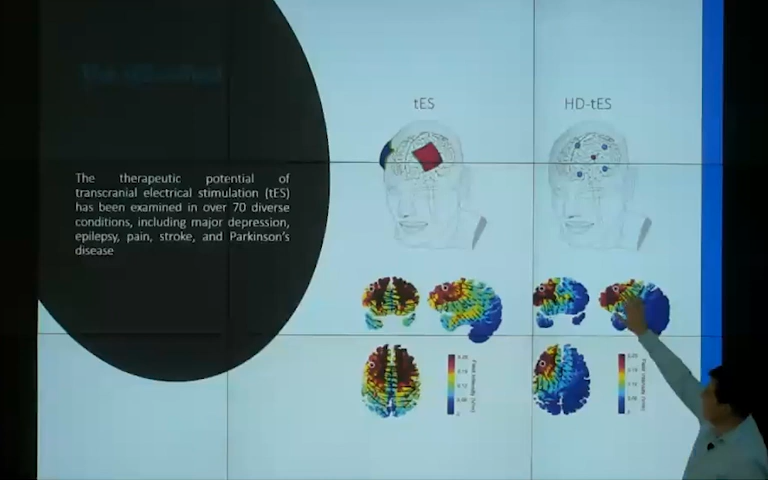 The therapeutic potential of
transcranial electrical stimulation (tES)
has been examined in over 70 diverse
conditions, including major depression,
epilepsy, pain, stroke, and Parkinson's
disease
tES
HD-tES